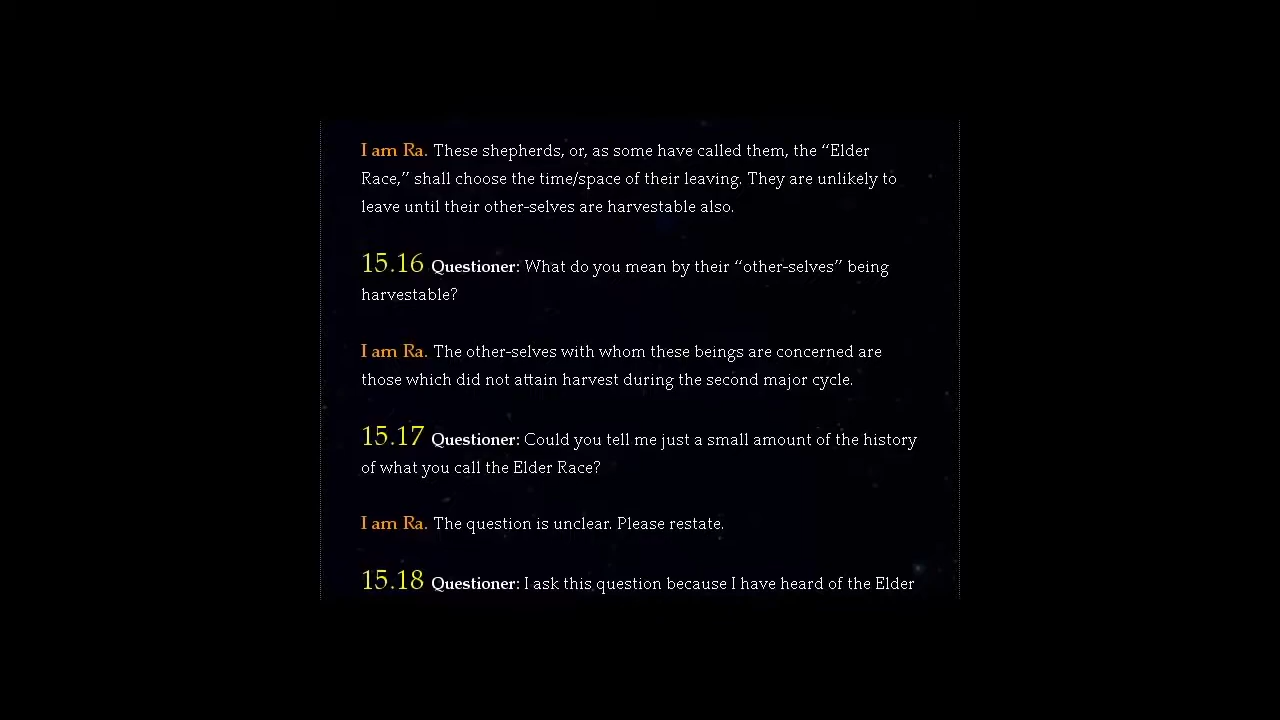 I am Ra. These shepherds, or, as some have called them, the “Elder
Race,” shall choose the time/space of their leaving. They are unlikely to
leave until their other-selves are harvestable also.
15.16 Questioner: What do you mean by their “other-selves” being
harvestable?
I am Ra. The other-selves with whom these beings are concerned are
those which did not attain harvest during the second major cycle.
15.17 Questioner: Could you tell me just a small amount of the history
of what you call the Elder Race?
I am Ra. The question is unclear. Please restate.
15.18 Questioner: I ask this question because I have heard of the Elder